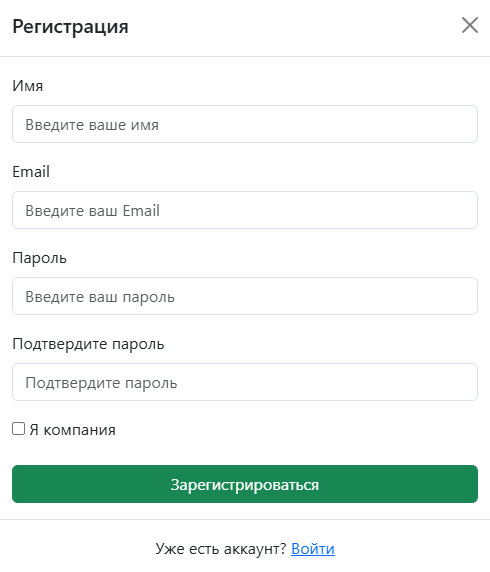 Регистрация
Имя
Введите ваше имя
Email
Введите ваш Email
Пароль
Введите ваш пароль
Подтвердите пароль
Подтвердите пароль
Я компания
Зарегистрироваться
Уже есть аккаунт? Войти